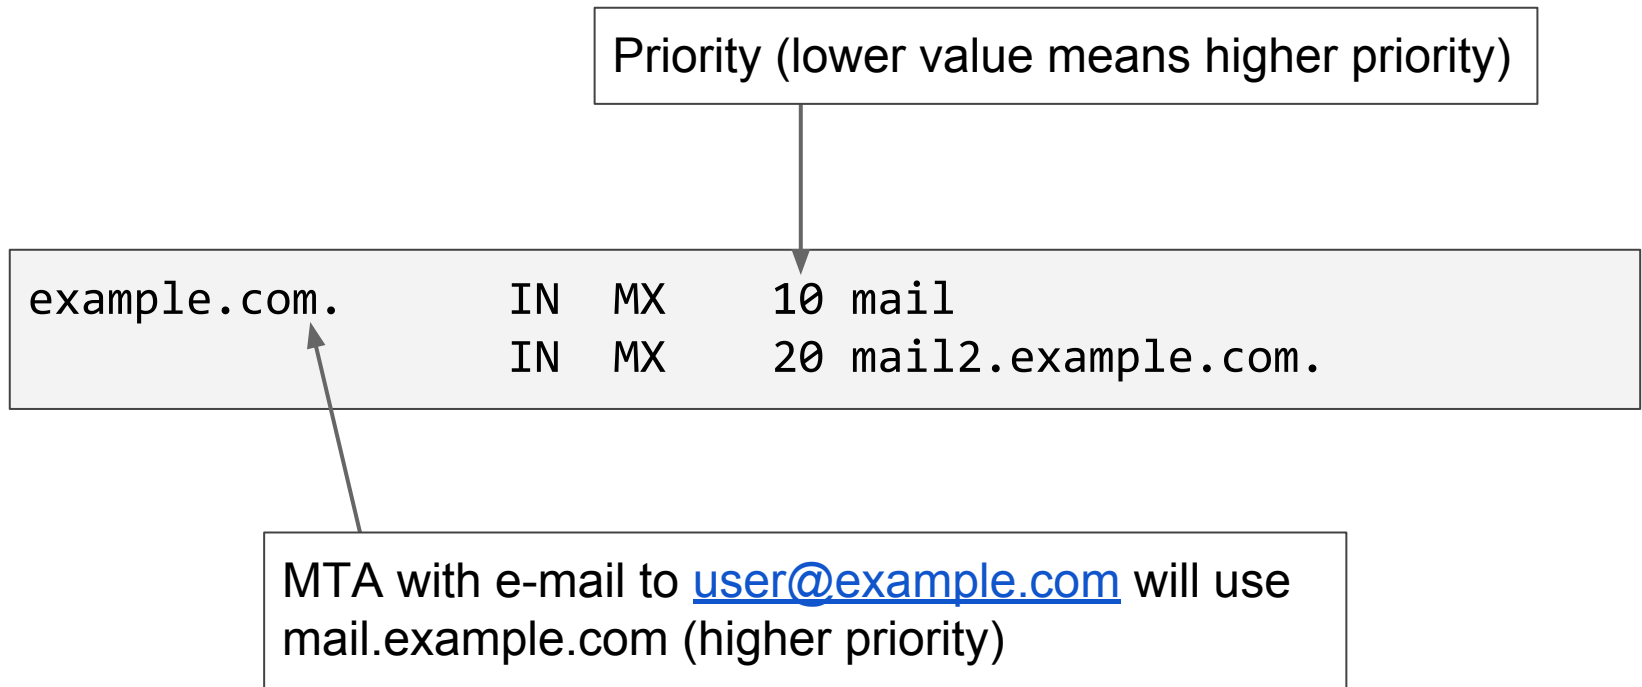 Priority (lower value means higher priority)
example.com. IN MX 10 mail
IN MX 20 mail2.example.com.
MTA with e-mail to user@example.com will use
mail.example.com (higher priority)